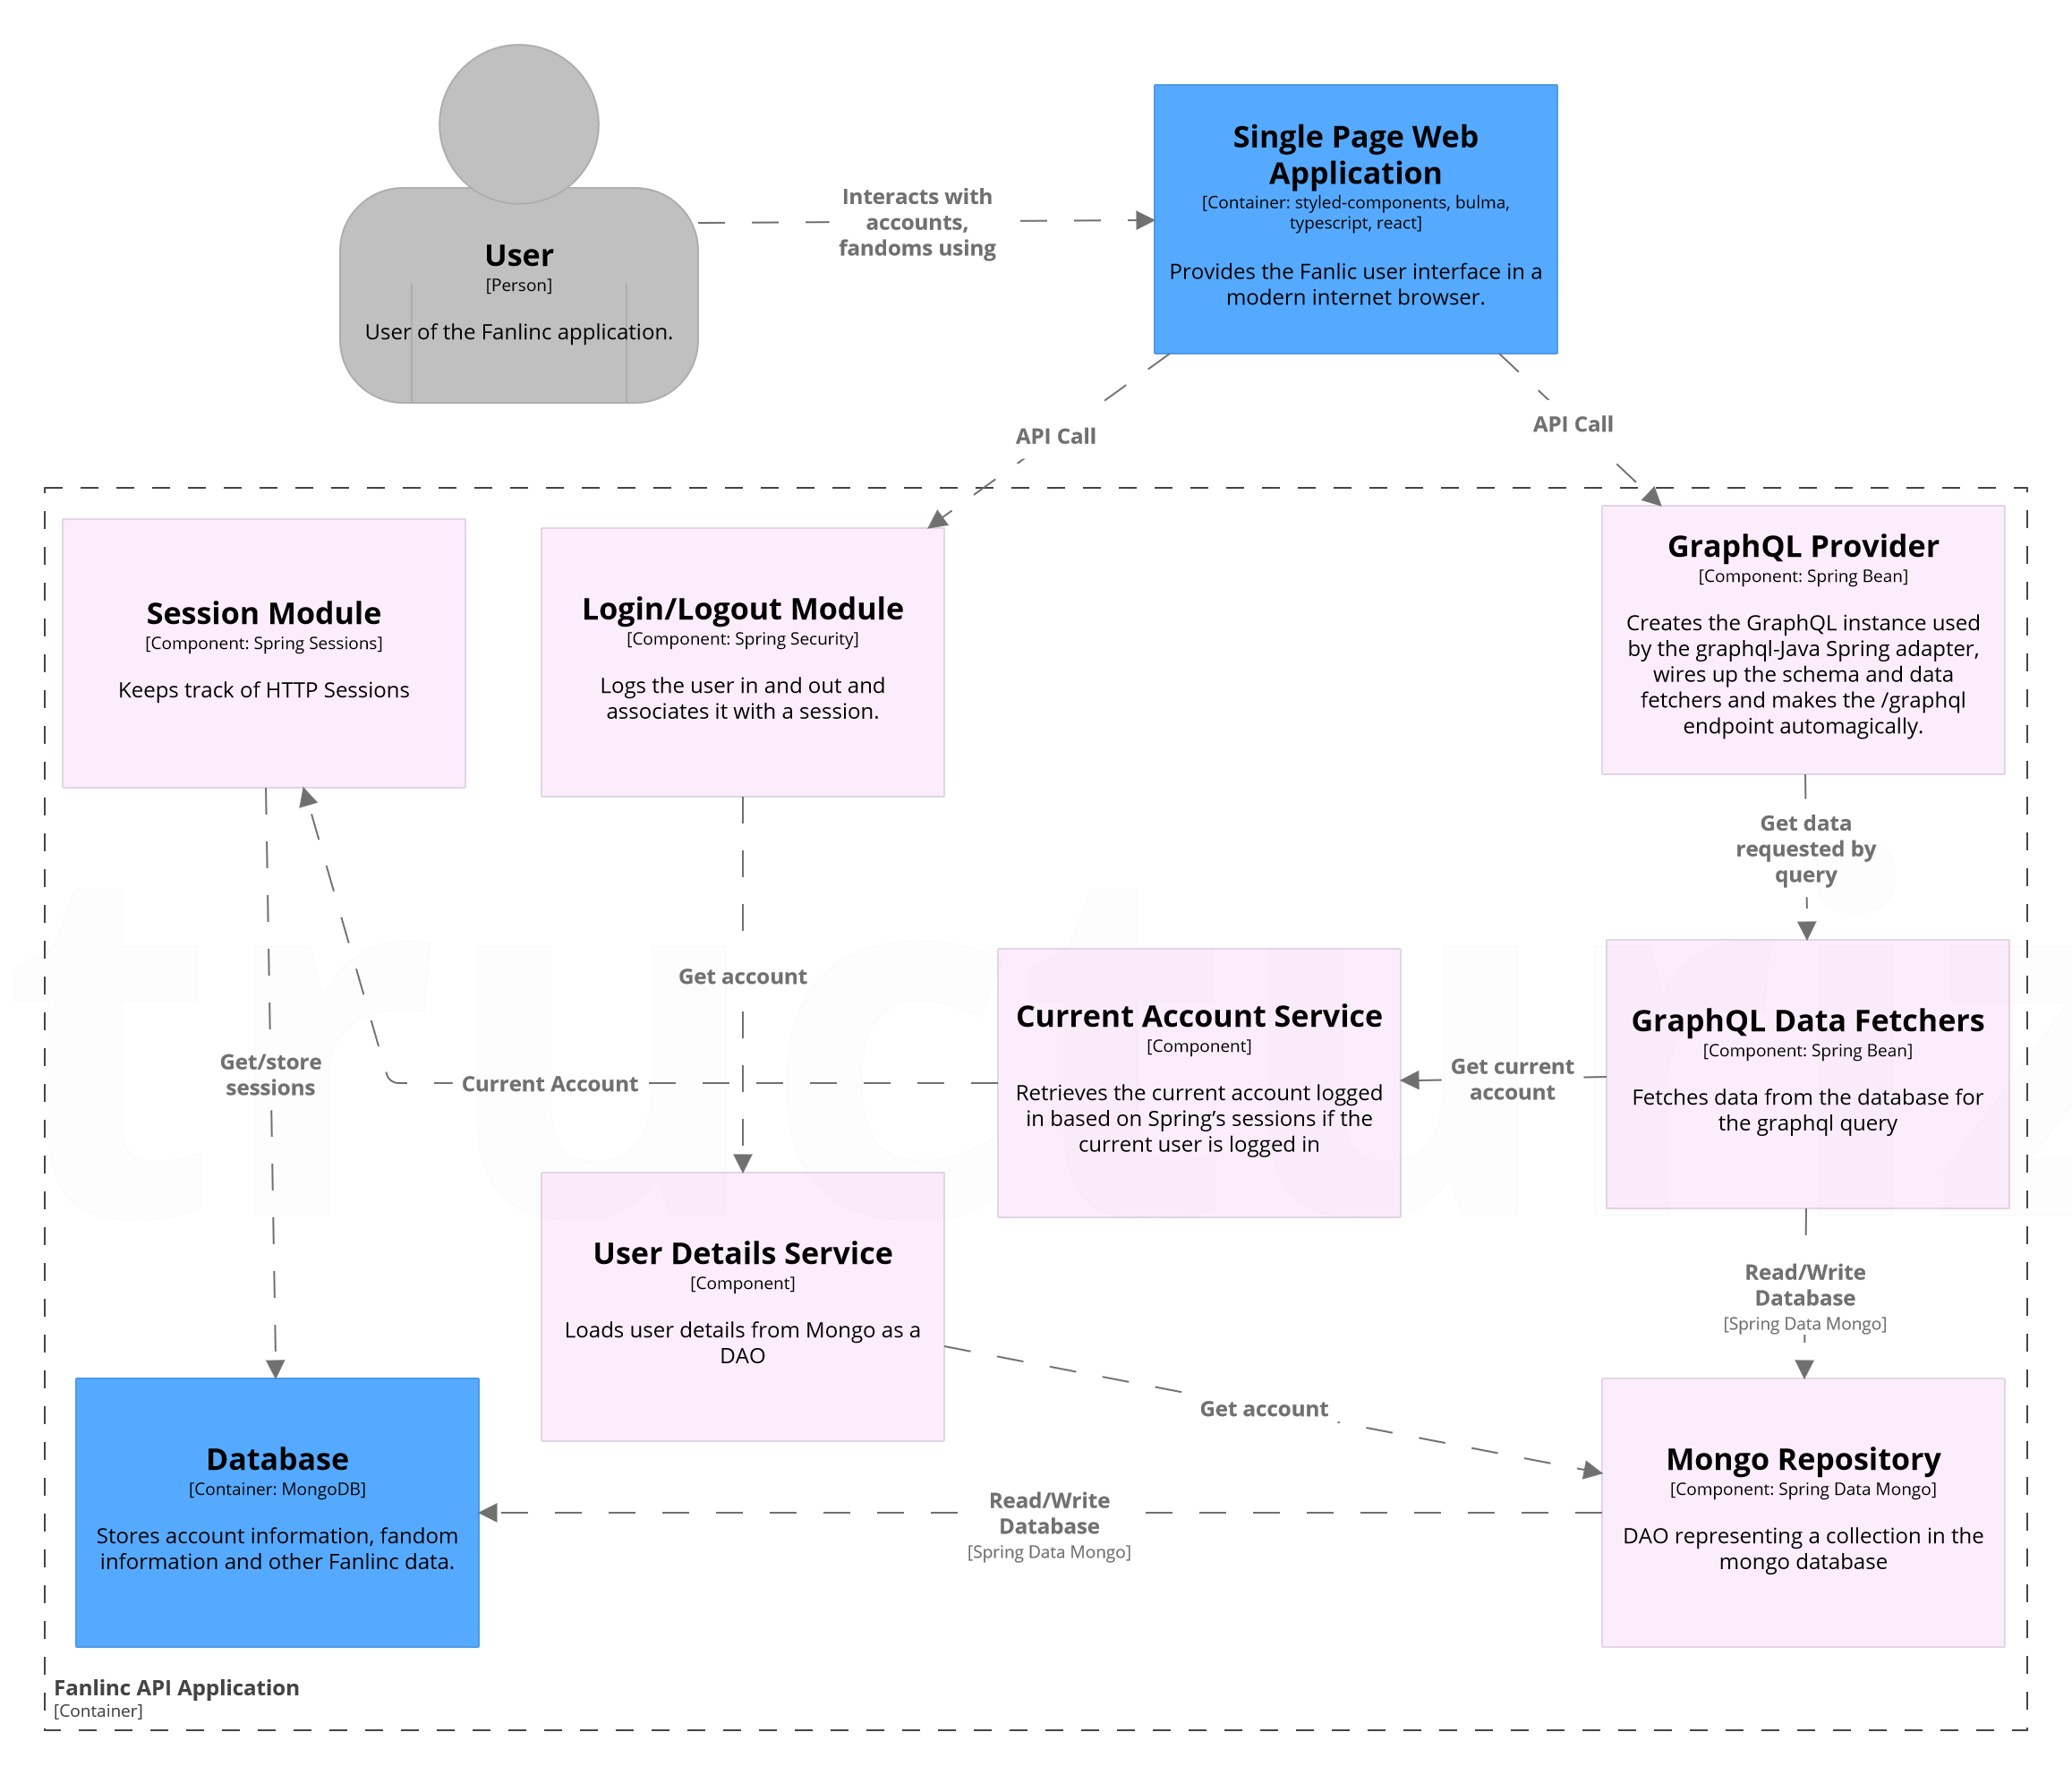 User
[Person]
User of the Fanlinc application.
Interacts with
accounts,
fandoms using
Single Page Web
Application
[Container: styled-components, bulma,
typescript, react]
Provides the Fanlic user interface in a
modern internet browser.
API Call
API Call
Session Module
[Component: Spring Sessions]
Keeps track of HTTP Sessions
Login/Logout Module
[Component: Spring Security]
Logs the user in and out and
associates it with a session.
GraphQL Provider
[Component: Spring Bean]
Creates the GraphQL instance used
by the graphql-Java Spring adapter,
wires up the schema and data
fetchers and makes the /graphql
endpoint automagically.
Get data
requested by
query
Get account
Current Account Service
[Component]
Retrieves the current account logged
in based on Spring’s sessions if the
current user is logged in
Get current
account
GraphQL Data Fetchers
[Component: Spring Bean]
Fetches data from the database for
the graphql query
Get/store
sessions
Current Account
User Details Service
[Component]
Loads user details from Mongo as a
DAO
Read/Write
Database
[Spring Data Mongo]
Get account
Database
[Container: MongoDB]
Stores account information, fandom
information and other Fanlinc data.
Read/Write
Database
[Spring Data Mongo]
Mongo Repository
[Component: Spring Data Mongo]
DAO representing a collection in the
mongo database
Fanlinc API Application
[Container]